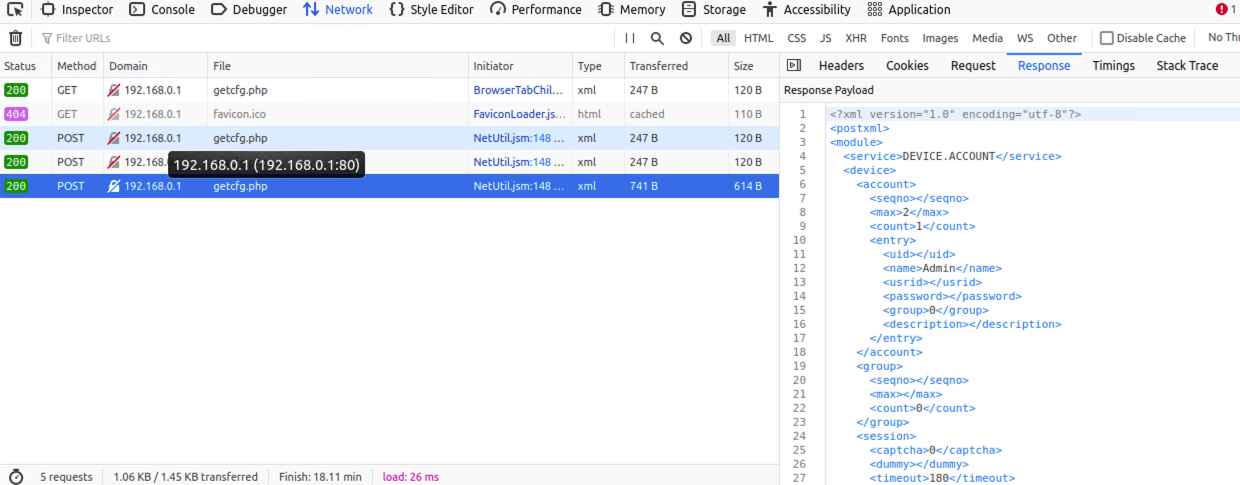 Inspector Console Debugger Network Style Editor Performance Memory Storage Accessibility Application 1
Filter URLs All HTML CSS JS XHR Fonts Images Media WS Other Disable Cache No Thr
Status Method Domain File Initiator Type Transferred Size
200 GET 192.168.0.1 getcfg.php BrowserTabChil... xml 247 B 120 B
404 GET 192.168.0.1 favicon.ico FaviconLoader.js... html cached 110 B
200 POST 192.168.0.1 getcfg.php NetUtil.jsm:148 ... xml 247 B 120 B
200 POST 192.168.0. getcfg.php NetUtil.jsm:148 ... xml 247 B 120 B
192.168.0.1 (192.168.0.1:80)
200 POST 192.168.0.1 getcfg.php NetUtil.jsm:148 ... xml 741 B 614 B
5 requests 1.06 KB / 1.45 KB transferred Finish: 18.11 min load: 26 ms
Headers Cookies Request Response Timings Stack Trace
Response Payload
1 <?xml version="1.0" encoding="utf-8"?>
2 <postxml>
3 <module>
4 <service>DEVICE.ACCOUNT</service>
5 <device>
6 <account>
7 <seqno></seqno>
8 <max>2</max>
9 <count>1</count>
10 <entry>
11 <uid></uid>
12 <name>Admin</name>
13 <usrid></usrid>
14 <password></password>
15 <group>0</group>
16 <description></description>
17 </entry>
18 </account>
19 <group>
20 <seqno></seqno>
21 <max></max>
22 <count>0</count>
23 </group>
24 <session>
25 <captcha>0</captcha>
26 <dummy></dummy>
27 <timeout>180</timeout>